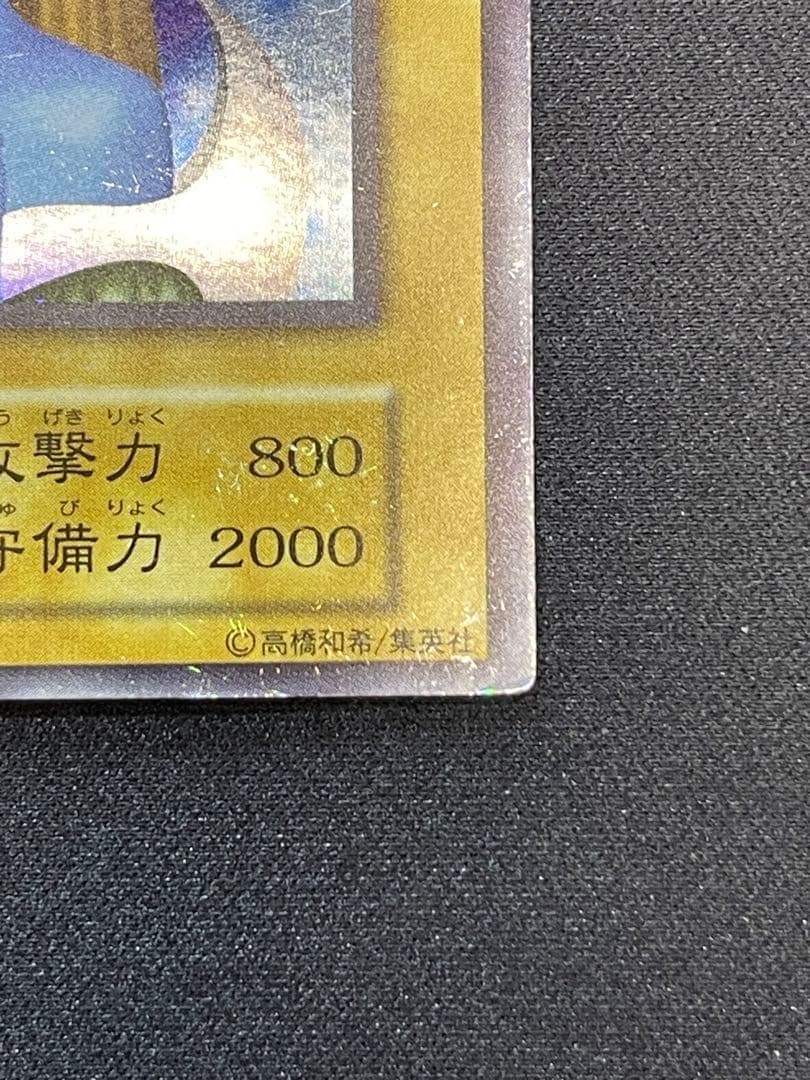 う げき りょく
攻撃力 800
ゅ び りょく
守備力 2000
©高橋和希/集英社